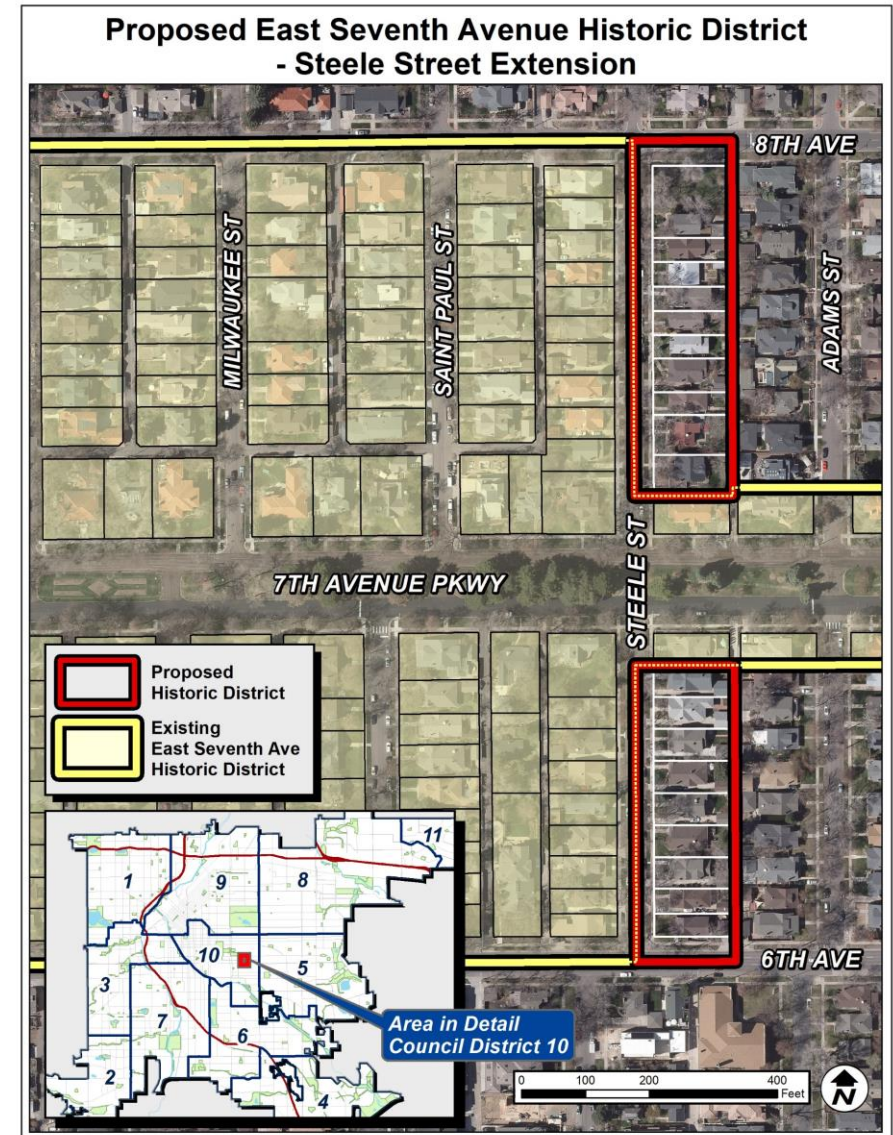 Proposed East Seventh Avenue Historic District
- Steele Street Extension
8TH AVE
MILWAUKEE ST
SAINT PAUL ST
ADAMS ST
STEELE ST
7TH AVENUE PKWY
Proposed
Historic District
Existing
East Seventh Ave
Historic District
6TH AVE
11
1
9
8
10
5
3
7
6
2
4
Area in Detail
Council District 10
0 100 200 400
Feet
N